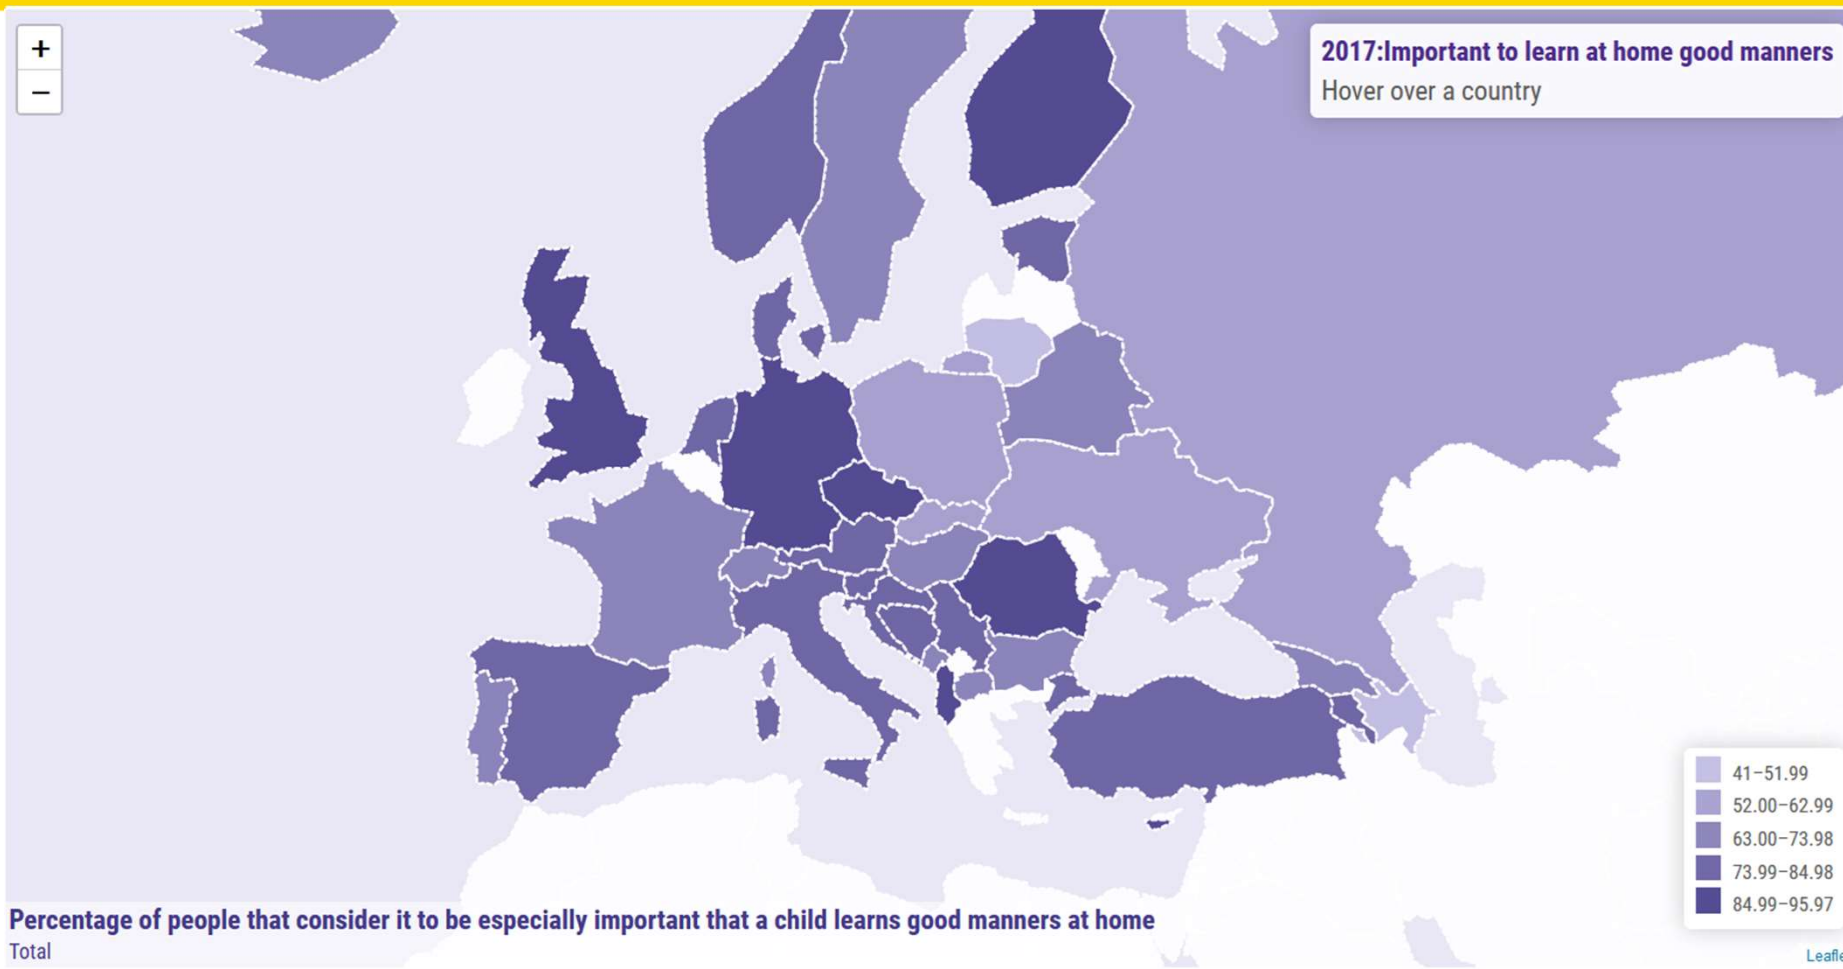 +
−
2017:Important to learn at home good manners
Hover over a country
41−51.99
52.00−62.99
63.00−73.98
73.99−84.98
84.99−95.97
Percentage of people that consider it to be especially important that a child learns good manners at home
Total
Leafle